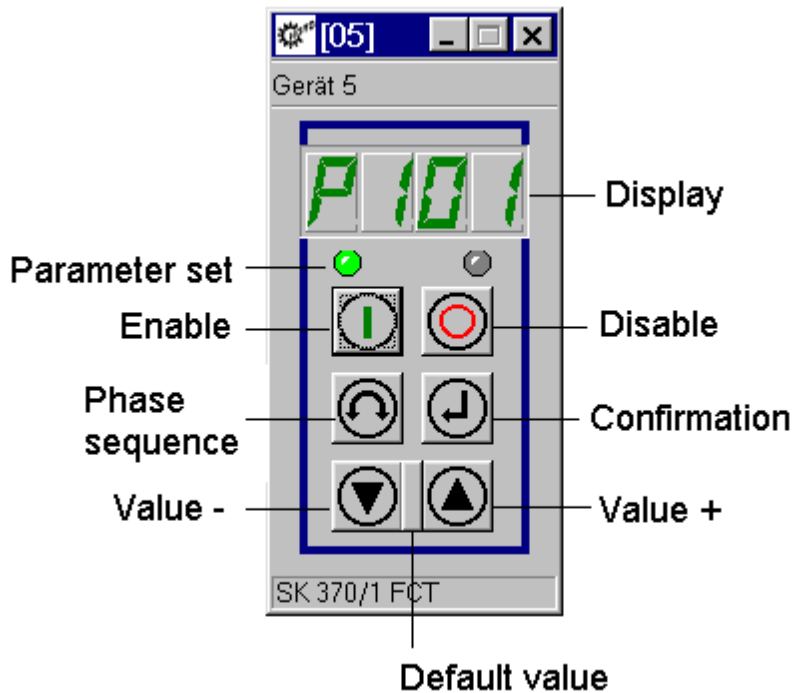 [05]
Gerät 5
P101
Display
Parameter set
Enable
Disable
Phase
sequence
Confirmation
Value -
Value +
SK 370/1 FCT
Default value